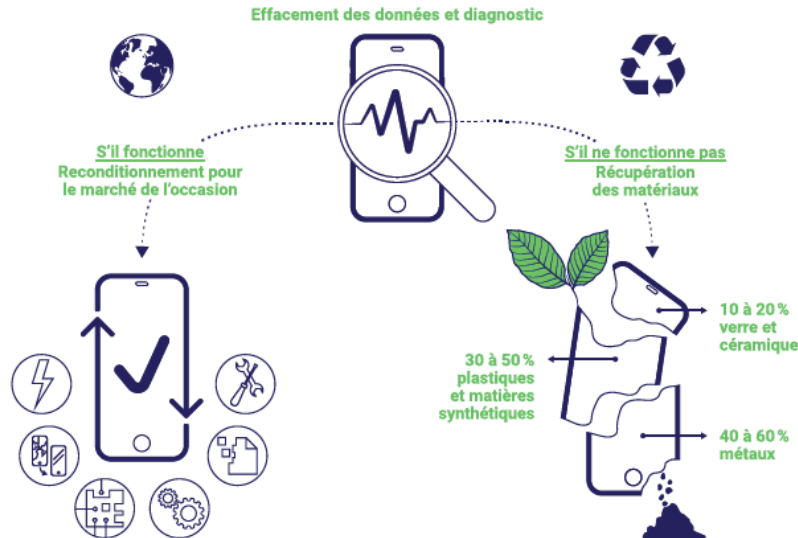 Effacement des données et diagnostic
S'il fonctionne
Reconditionnement pour
le marché de l'occasion
S'il ne fonctionne pas
Récupération
des matériaux
10 à 20 %
verre et
céramique
30 à 50 %
plastiques
et matières
synthétiques
40 à 60 %
métaux